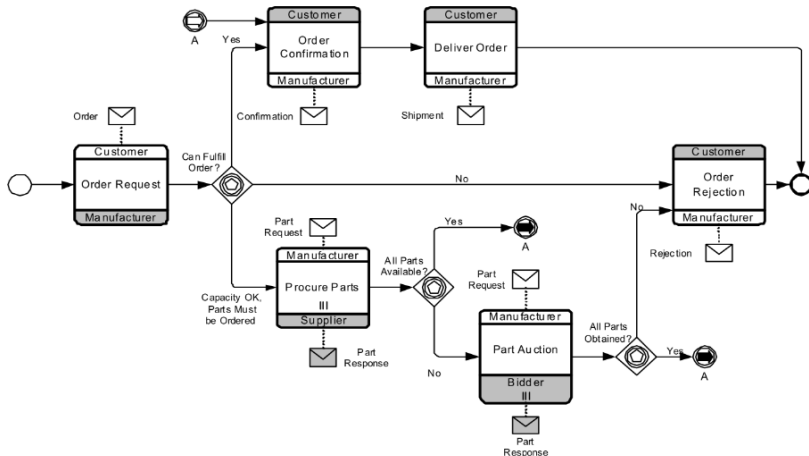 Customer
Order
Confirmation
Manufacturer
Customer
Deliver Order
Manufacturer
A
Yes
Confirmation
Shipment
Order
Customer
Order Request
Manufacturer
Can Fulfill
Order?
No
Customer
Order
Rejection
Manufacturer
Rejection
Capacity OK,
Parts Must
be Ordered
Part
Request
Manufacturer
Procure Parts
III
Supplier
Part
Response
All Parts
Available?
Yes
A
No
Part
Request
Manufacturer
Part Auction
Bidder
III
Part
Response
All Parts
Obtained?
No
Yes
A